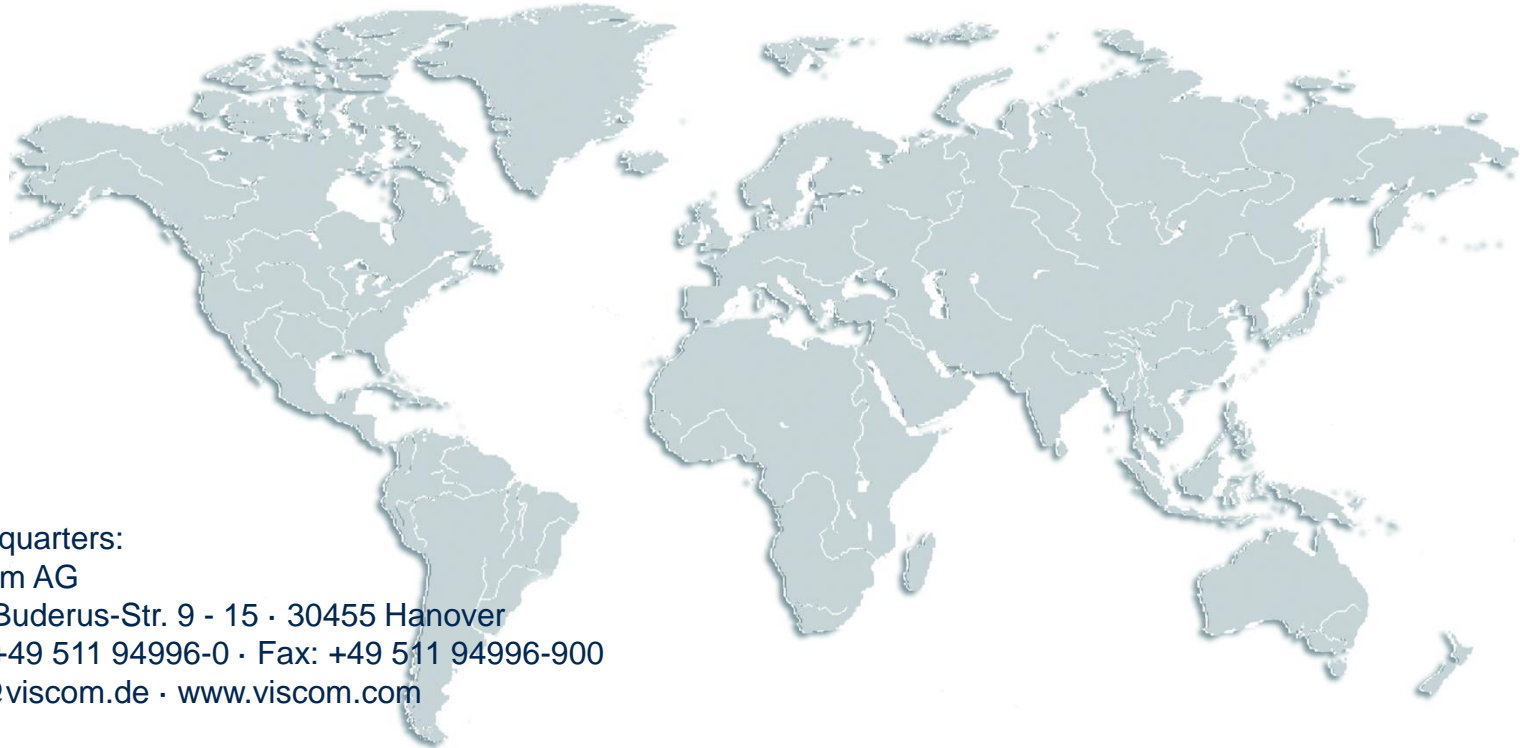 quarters:
m AG
Buderus-Str. 9 - 15 · 30455 Hanover
+49 511 94996-0 · Fax: +49 511 94996-900
@viscom.de · www.viscom.com